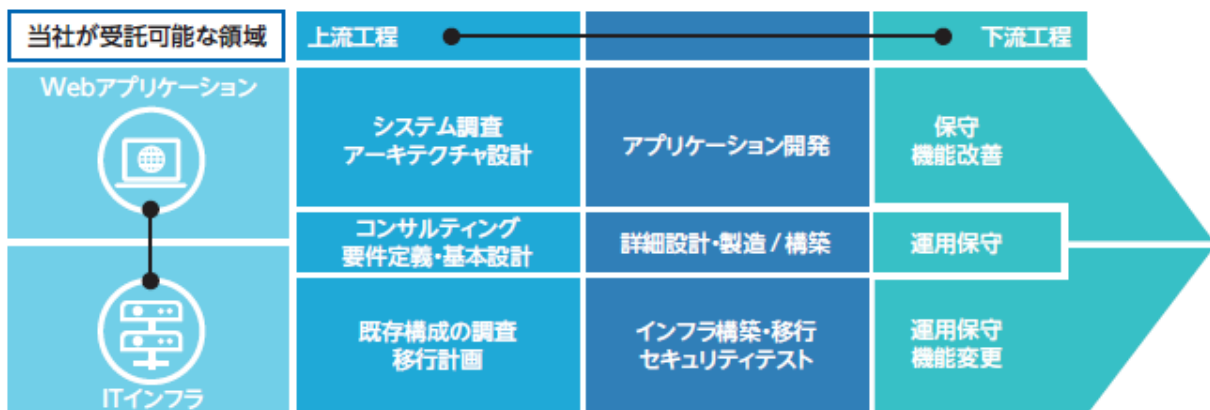 当社が受託可能な領域
上流工程
下流工程
Webアプリケーション
システム調査
アーキテクチャ設計
アプリケーション開発
保守
機能改善
コンサルティング
要件定義・基本設計
詳細設計・製造 / 構築
運用保守
既存構成の調査
移行計画
インフラ構築・移行
セキュリティテスト
運用保守
機能変更
ITインフラ